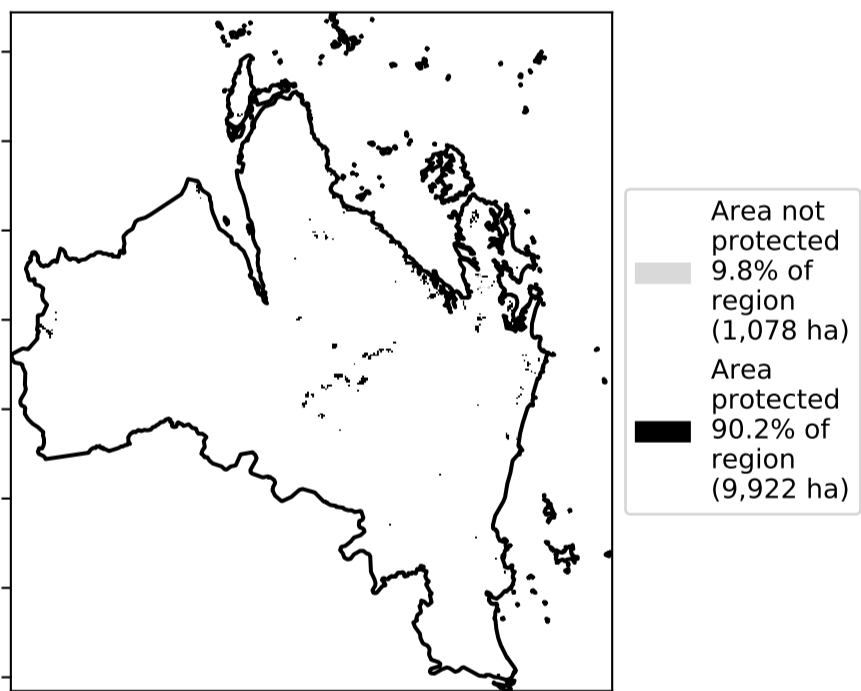 Area not
protected
9.8% of
region
(1,078 ha)
Area
protected
90.2% of
region
(9,922 ha)